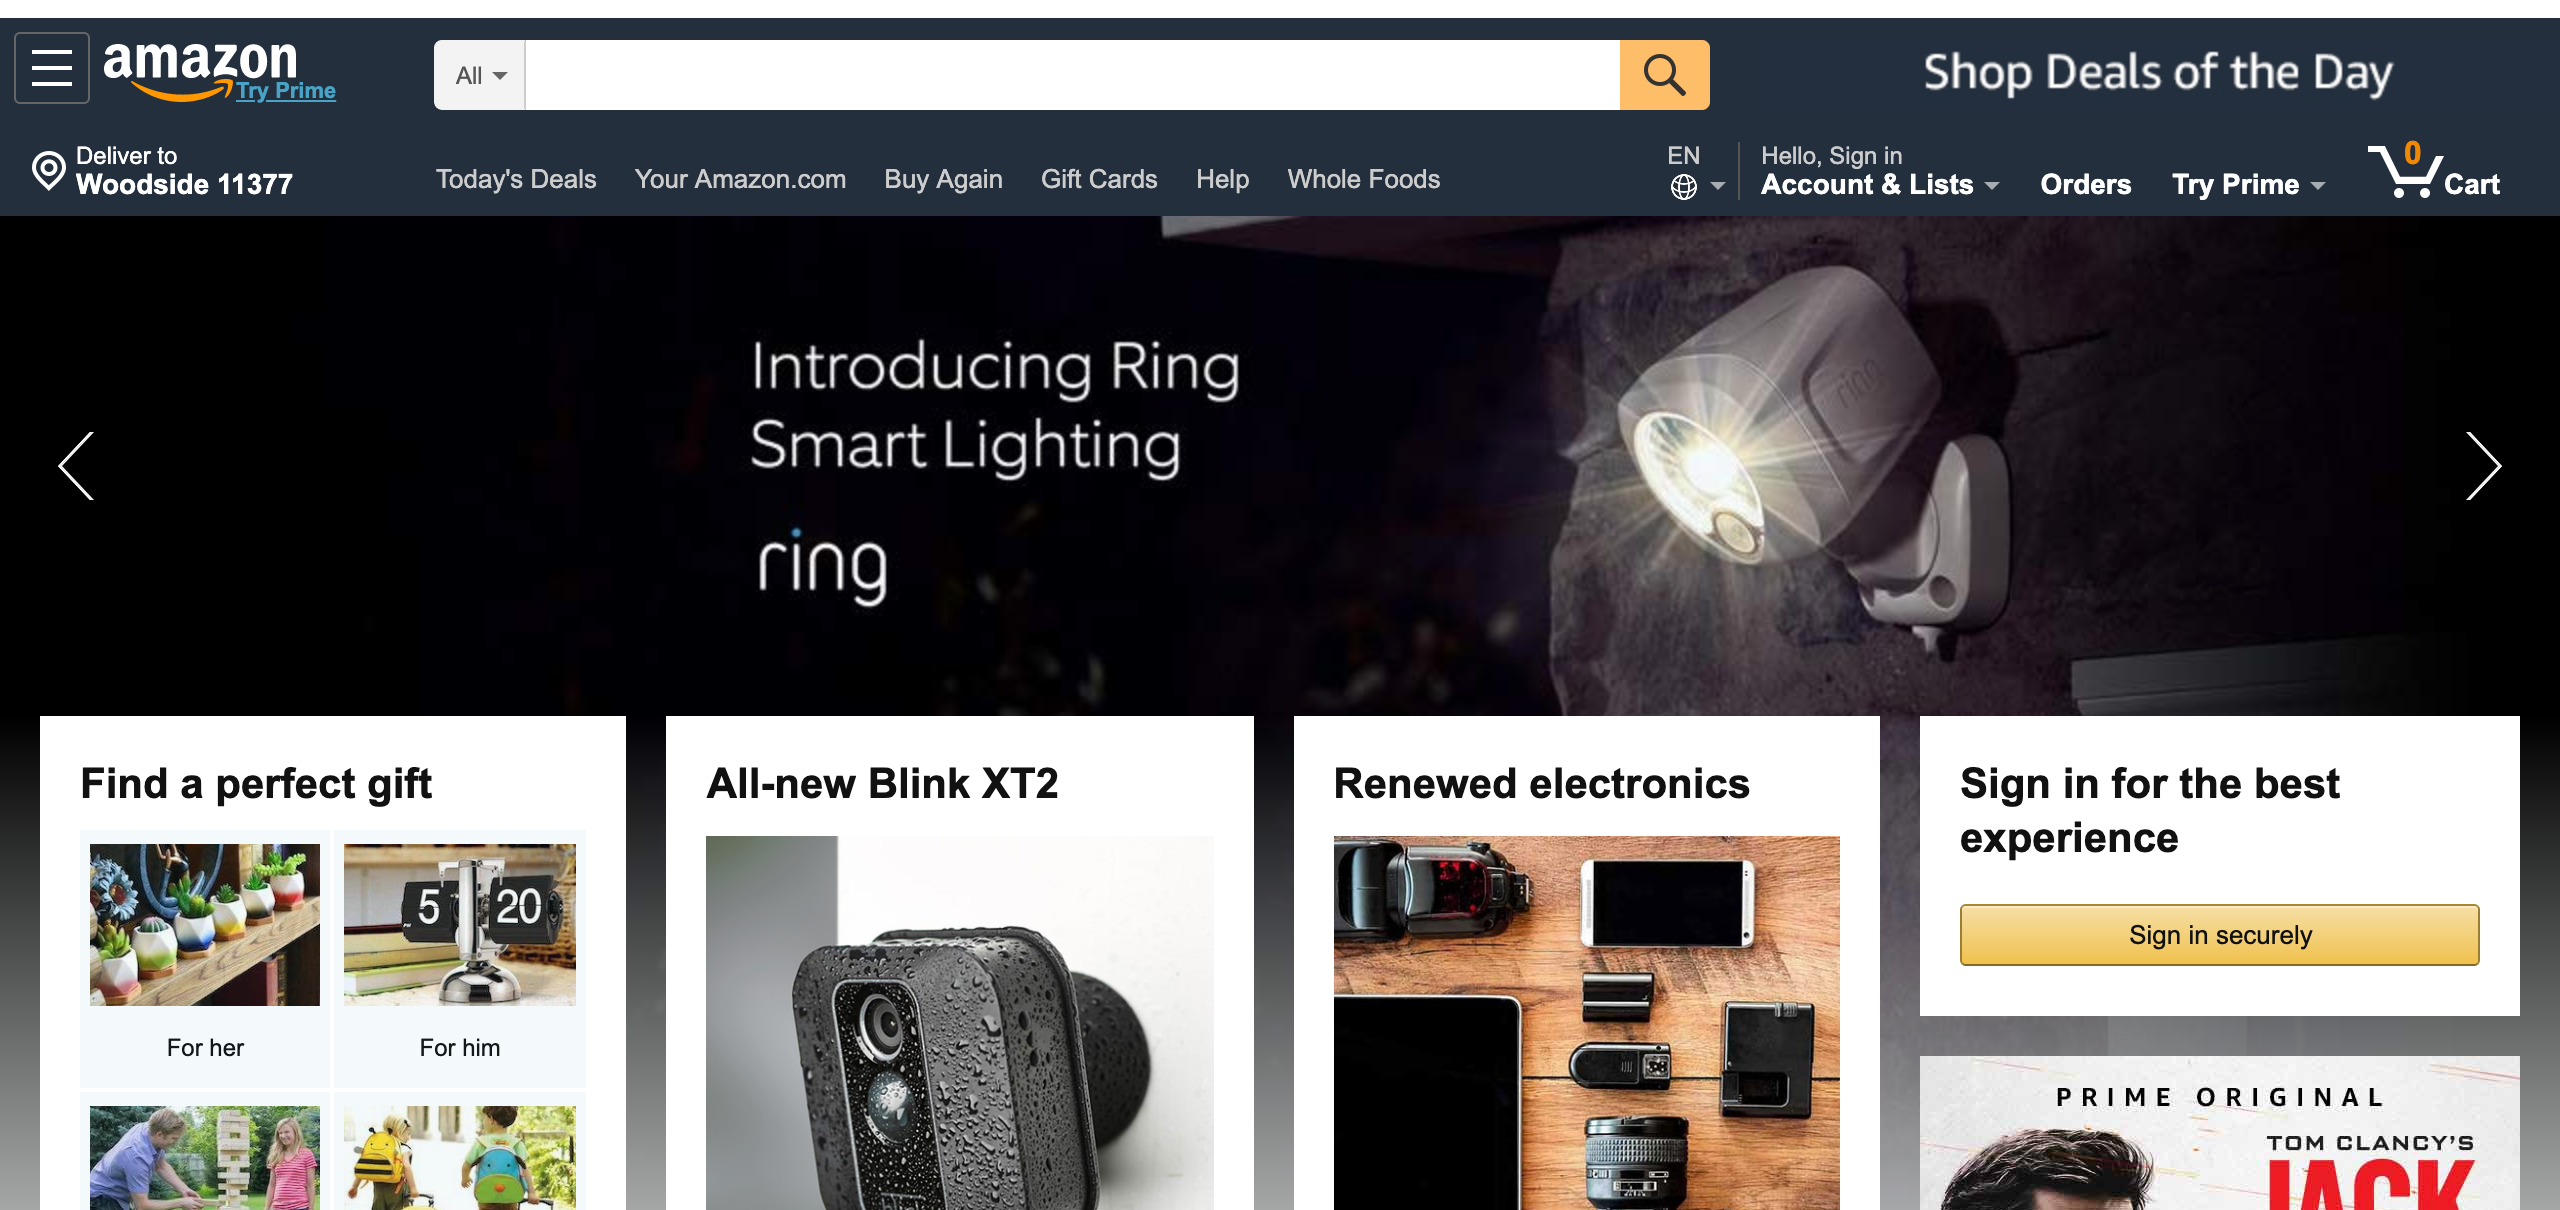 amazon
Try Prime
All
Shop Deals of the Day
Deliver to
Woodside 11377
Today's Deals
Your Amazon.com
Buy Again
Gift Cards
Help
Whole Foods
EN
Hello, Sign in
Account & Lists
Orders
Try Prime
0
Cart
Introducing Ring
Smart Lighting
ring
ring
Find a perfect gift
5
20
PM
For her
For him
All-new Blink XT2
Renewed electronics
Sign in for the best
experience
Sign in securely
PRIME ORIGINAL
TOM CLANCY'S
JACK